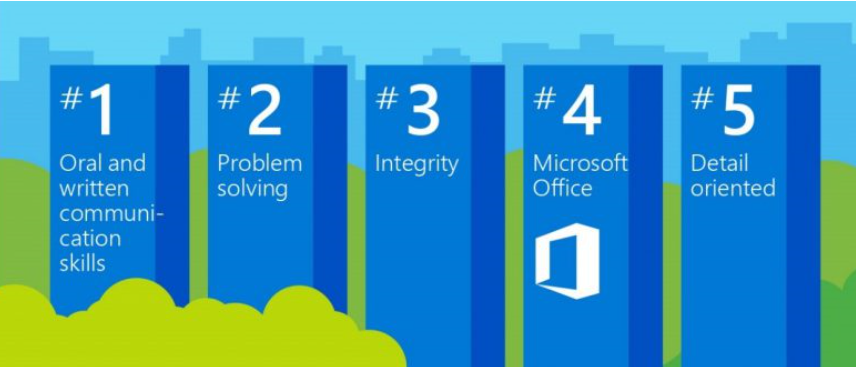 #1
Oral and
written
communi-
cation
skills
#2
Problem
solving
#3
Integrity
#4
Microsoft
Office
#5
Detail
oriented